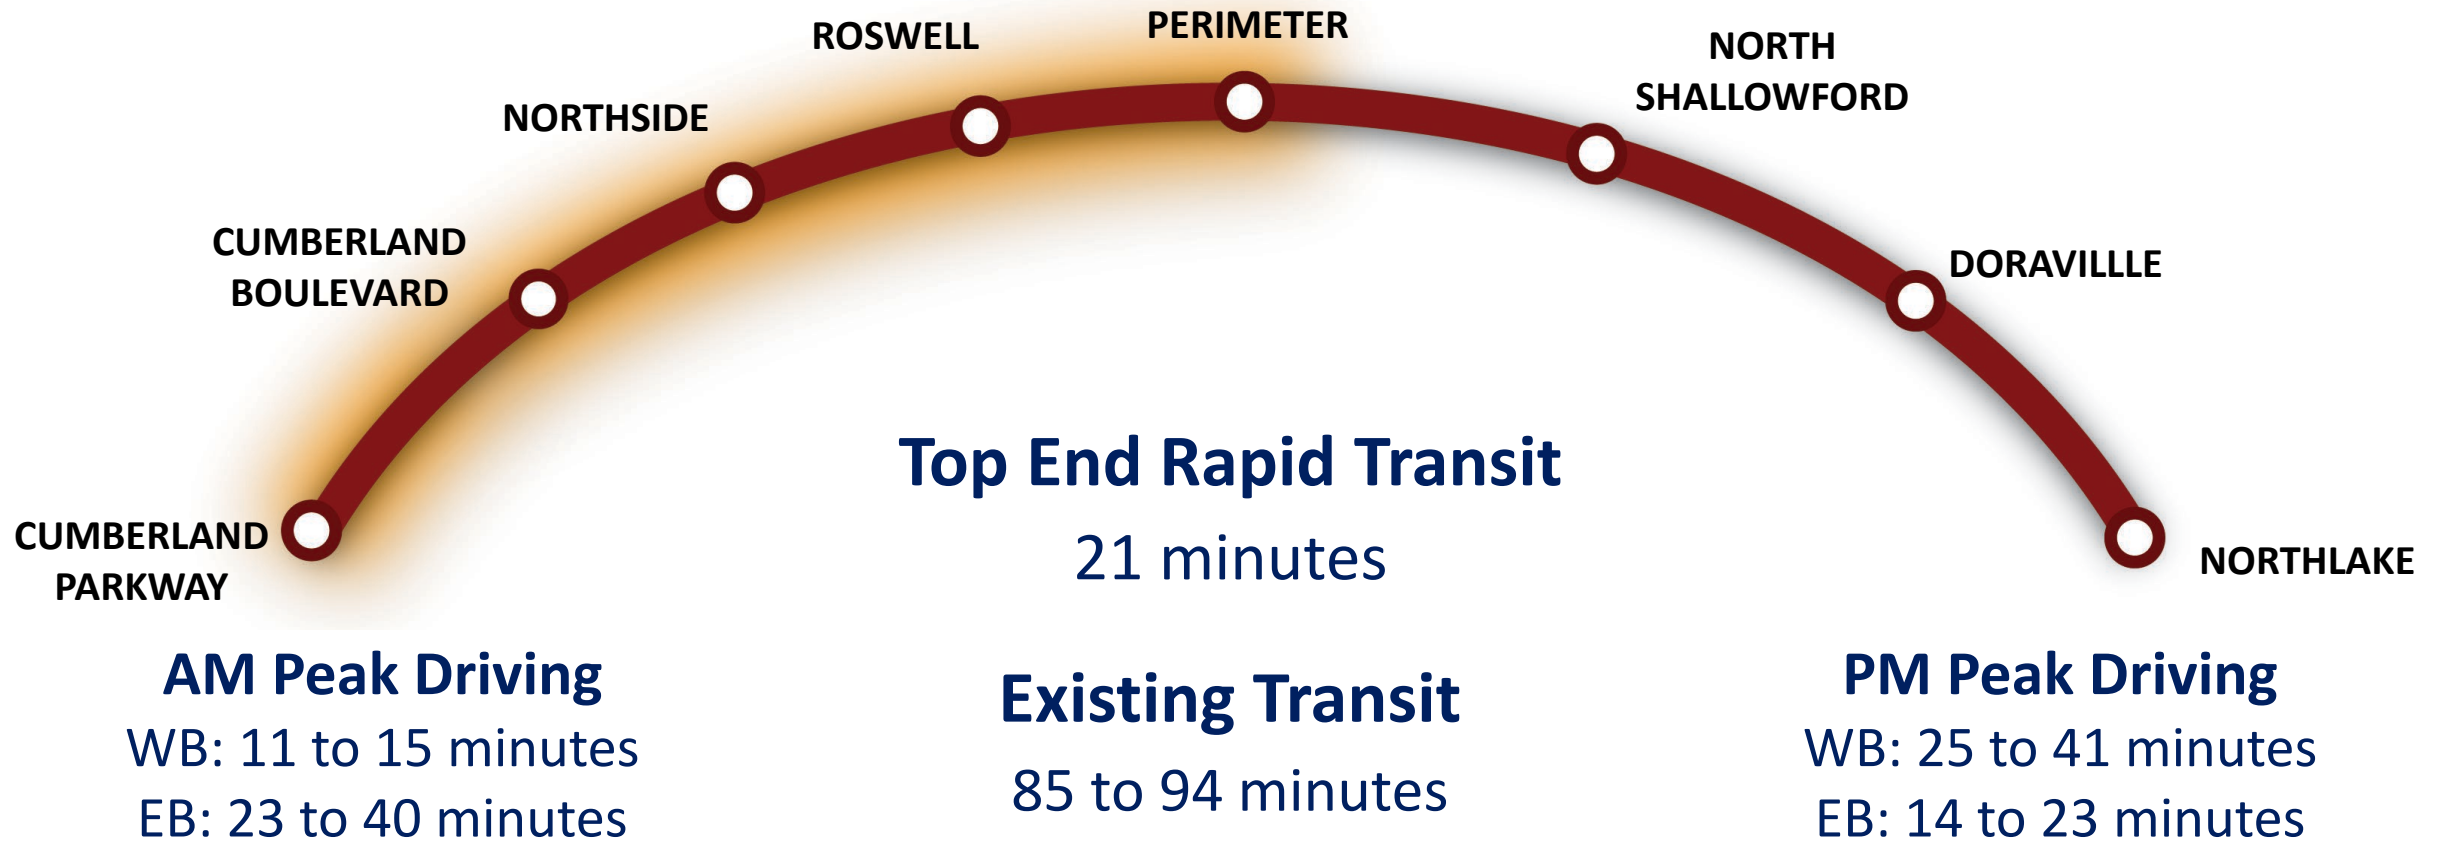 PERIMETER
ROSWELL
NORTH
SHALLOWFORD
NORTHSIDE
CUMBERLAND
BOULEVARD
DORAVILLLE
CUMBERLAND
PARKWAY
NORTHLAKE
Top End Rapid Transit
21 minutes
AM Peak Driving
WB: 11 to 15 minutes
EB: 23 to 40 minutes
Existing Transit
85 to 94 minutes
PM Peak Driving
WB: 25 to 41 minutes
EB: 14 to 23 minutes